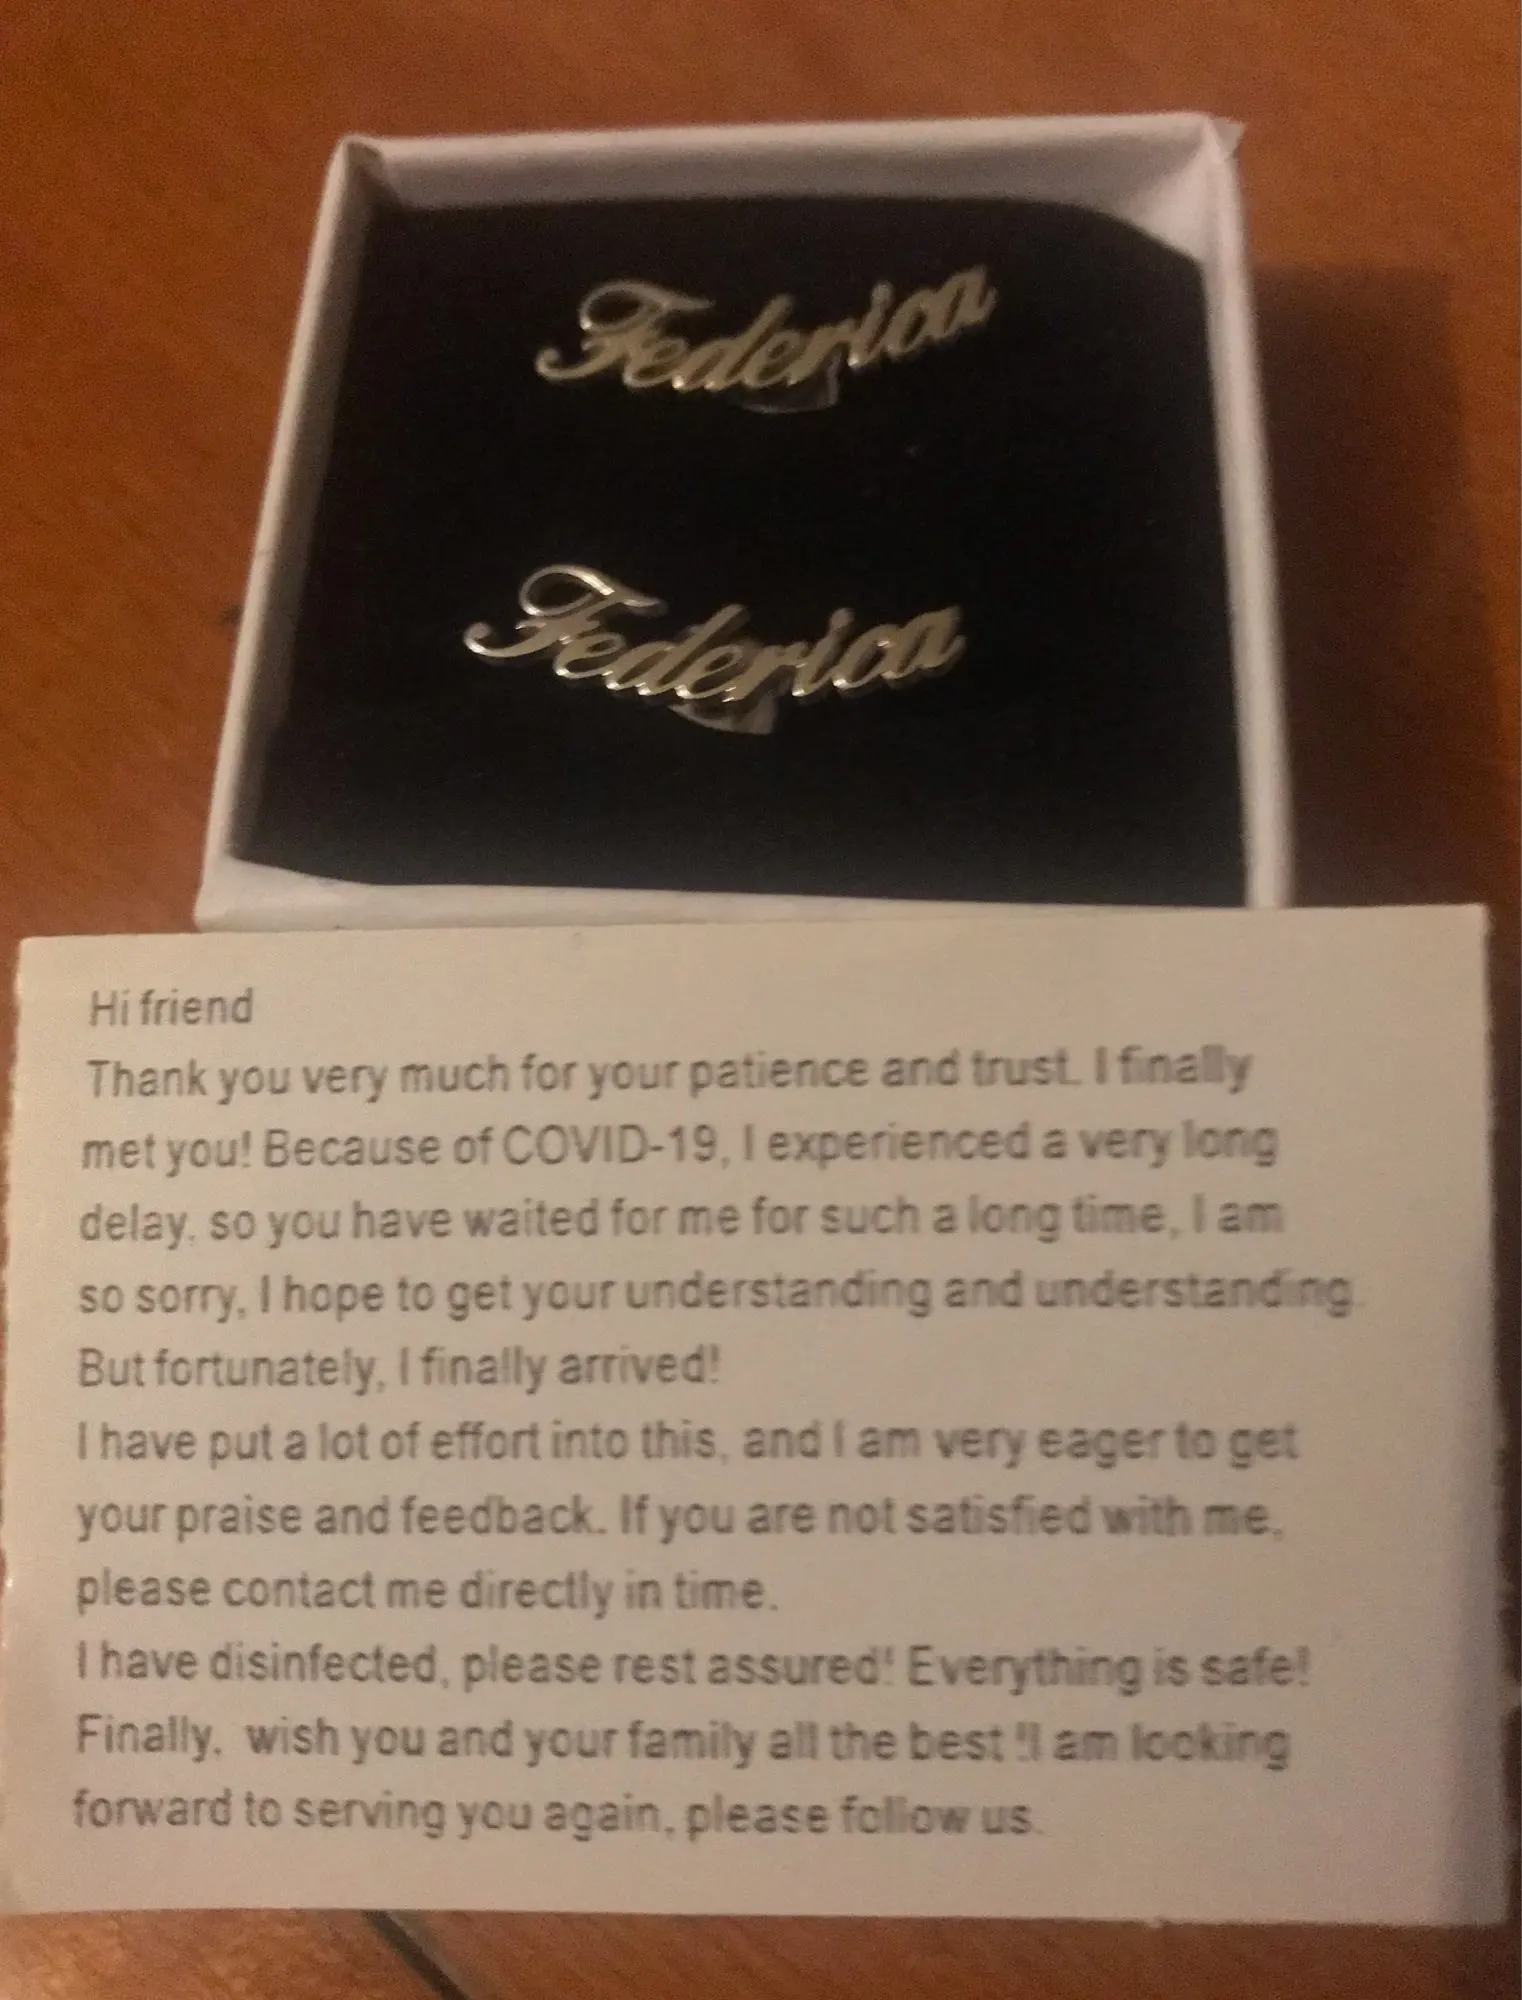 Federica
Federica
Hi friend
Thank you very much for your patience and trust. I finally
met you! Because of COVID-19, I experienced a very long
delay, so you have waited for me for such a long time, I am
so sorry, I hope to get your understanding and understanding.
But fortunately, I finally arrived!
I have put a lot of effort into this, and I am very eager to get
your praise and feedback. If you are not satisfied with me,
please contact me directly in time.
I have disinfected, please rest assured! Everything is safe!
Finally, wish you and your family all the best !I am looking
forward to serving you again, please follow us.